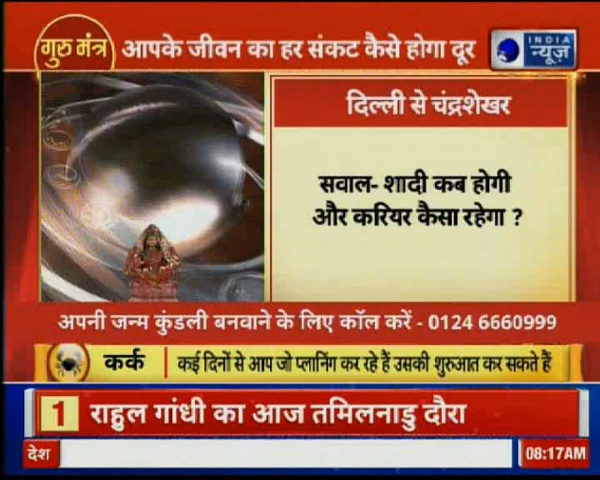 गुरु मंत्र
आपके जीवन का हर संकट कैसे होगा दूर
INDIA
न्यूज़
दिल्ली से चंद्रशेखर
सवाल- शादी कब होगी
और करियर कैसा रहेगा ?
अपनी जन्म कुंडली बनवाने के लिए कॉल करें - 0124 6660999
कर्क
कई दिनों से आप जो प्लानिंग कर रहे हैं उसकी शुरुआत कर सकते हैं
1 राहुल गांधी का आज तमिलनाडु दौरा
देश
08:17AM